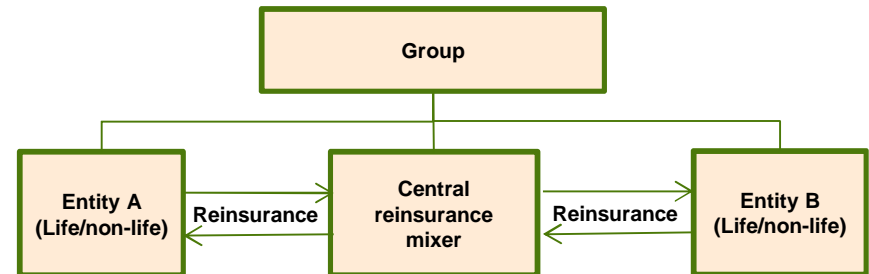 Group
Entity A
(Life/non-life)
Reinsurance
Central
reinsurance
mixer
Reinsurance
Entity B
(Life/non-life)